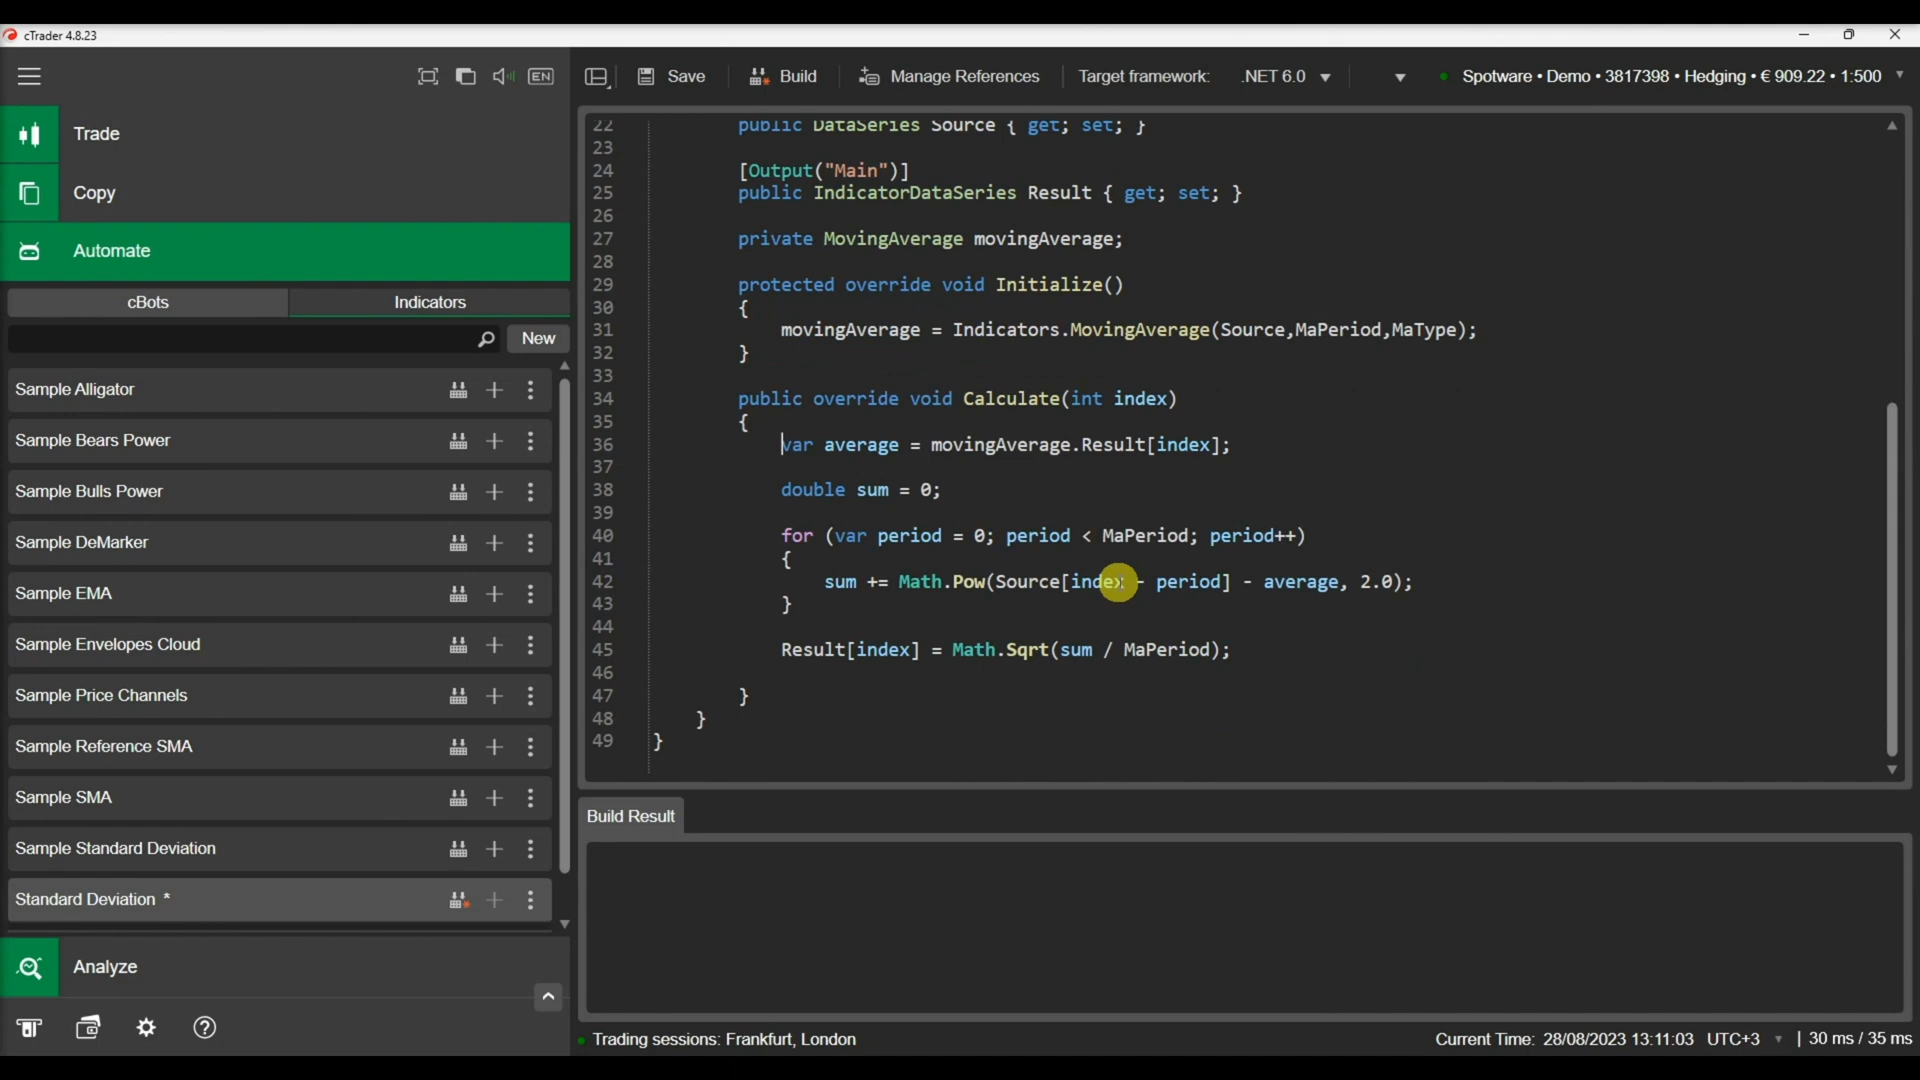 cTrader 4.8.23
EN
Save
Build
Manage References
Target framework:
.NET 6.0
Spotware • Demo • 3817398 • Hedging • € 909.22 • 1:500
Trade
Copy
Automate
cBots
Indicators
New
Sample Alligator
Sample Bears Power
Sample Bulls Power
Sample DeMarker
Sample EMA
Sample Envelopes Cloud
Sample Price Channels
Sample Reference SMA
Sample SMA
Sample Standard Deviation
Standard Deviation *
Analyze
22 public DataSeries Source { get; set; }
23
24 [Output("Main")]
25 public IndicatorDataSeries Result { get; set; }
26
27 private MovingAverage movingAverage;
28
29 protected override void Initialize()
30 {
31 movingAverage = Indicators.MovingAverage(Source,MaPeriod,MaType);
32 }
33
34 public override void Calculate(int index)
35 {
36 var average = movingAverage.Result[index];
37
38 double sum = 0;
39
40 for (var period = 0; period < MaPeriod; period++)
41 {
42 sum += Math.Pow(Source[index - period] - average, 2.0);
43 }
44
45 Result[index] = Math.Sqrt(sum / MaPeriod);
46
47 }
48 }
49 }
Build Result
Trading sessions: Frankfurt, London
Current Time: 28/08/2023 13:11:03 UTC+3
30 ms / 35 ms